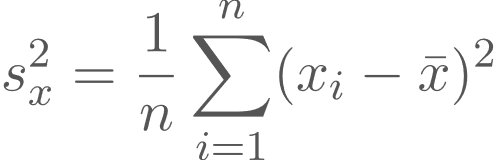 $s_x^2 = \frac{1}{n} \sum_{i=1}^{n} (x_i - \bar{x})^2$